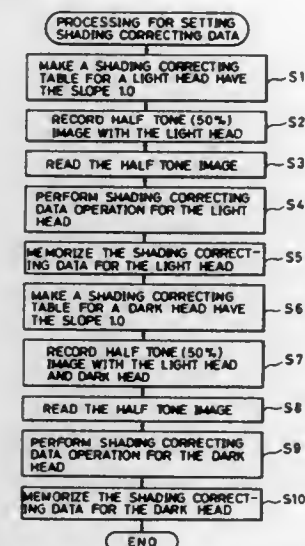 PROCESSING FOR SETTING
SHADING CORRECTING DATA
MAKE A SHADING CORRECTING
TABLE FOR A LIGHT HEAD HAVE
THE SLOPE 1.0
S1
RECORD HALF TONE (50%)
IMAGE WITH THE LIGHT HEAD
S2
READ THE HALF TONE IMAGE
S3
PERFORM SHADING CORRECTING
DATA OPERATION FOR THE LIGHT
HEAD
S4
MEMORIZE THE SHADING CORRECT-
ING DATA FOR THE LIGHT HEAD
S5
MAKE A SHADING CORRECTING
TABLE FOR A DARK HEAD HAVE
THE SLOPE 1.0
S6
RECORD HALF TONE (50%)
IMAGE WITH THE LIGHT HEAD
AND DARK HEAD
S7
READ THE HALF TONE IMAGE
S8
PERFORM SHADING CORRECTING
DATA OPERATION FOR THE DARK
HEAD
S9
MEMORIZE THE SHADING CORRECT-
ING DATA FOR THE DARK HEAD
S10
END